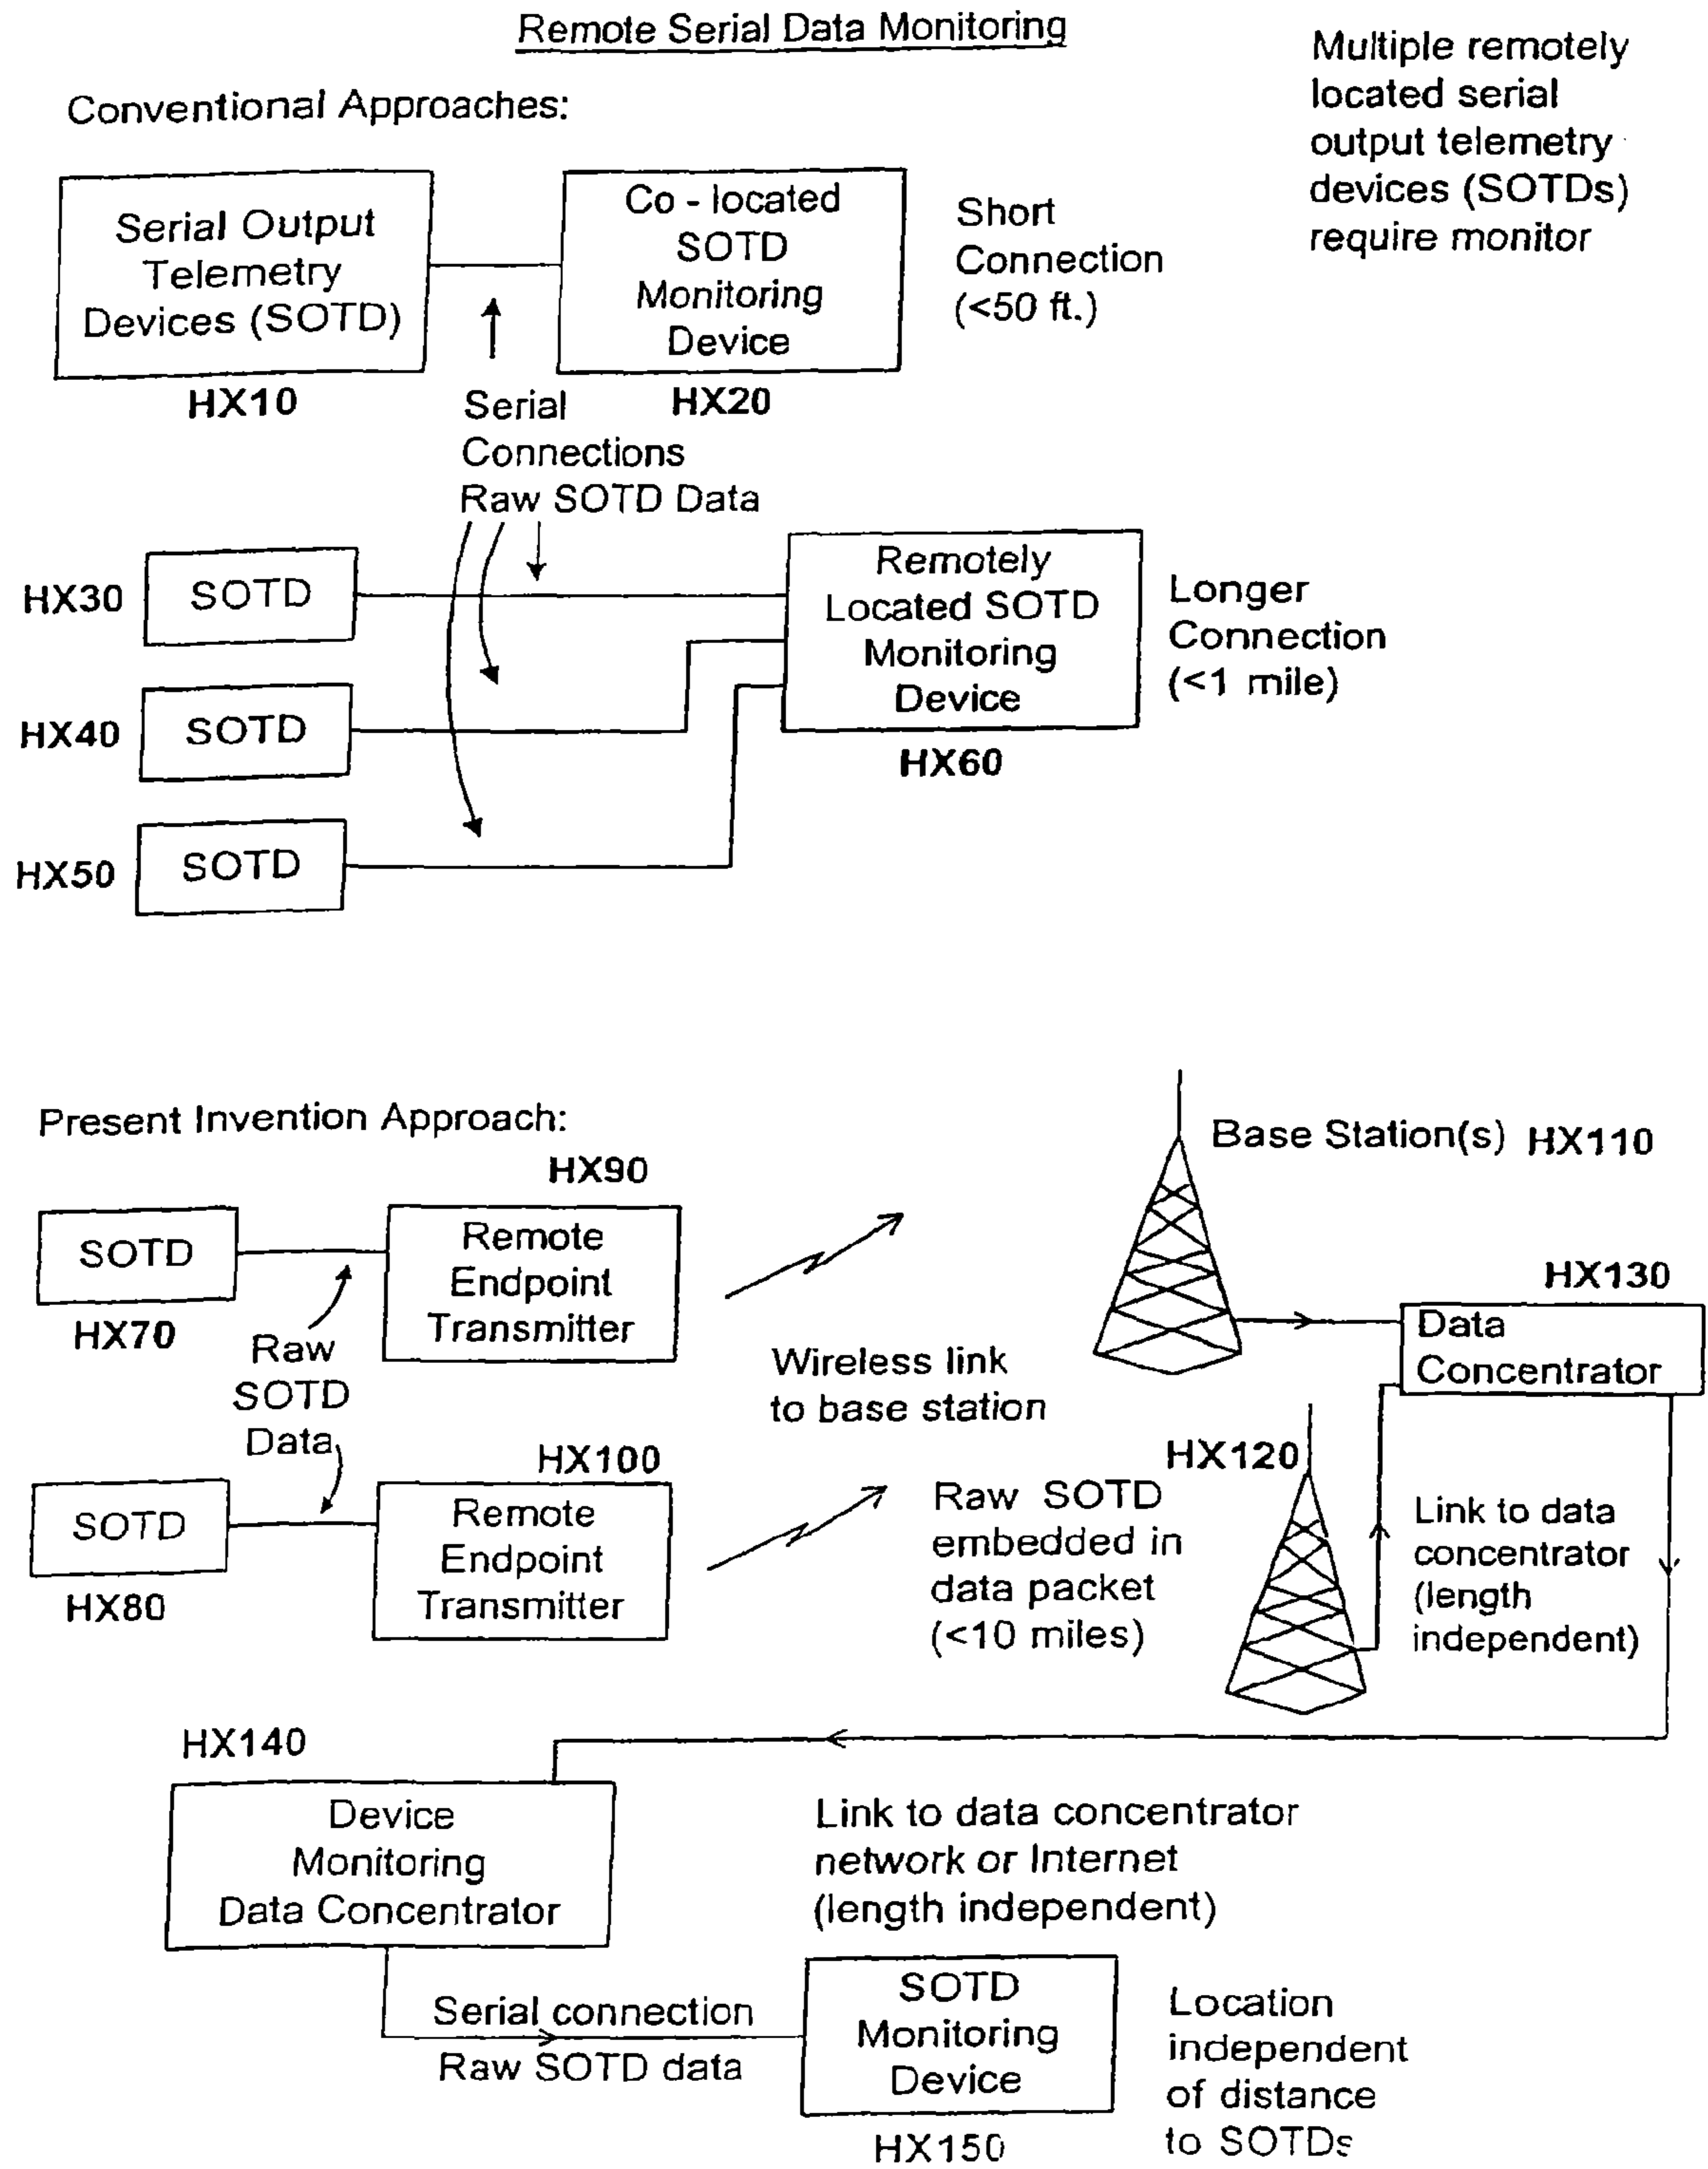 Remote Serial Data Monitoring
Multiple remotely
located serial
output telemetry
devices (SOTDs)
require monitor
Conventional Approaches:
Serial Output
Telemetry
Devices (SOTD)
HX10
Co - located
SOTD
Monitoring
Device
HX20
Short
Connection
(<50 ft.)
Serial
Connections
Raw SOTD Data
HX30
SOTD
HX40
SOTD
HX50
SOTD
Remotely
Located SOTD
Monitoring
Device
HX60
Longer
Connection
(<1 mile)
Present Invention Approach:
HX90
SOTD
HX70
Remote
Endpoint
Transmitter
Raw
SOTD
Data
HX100
SOTD
HX80
Remote
Endpoint
Transmitter
Wireless link
to base station
Raw SOTD
embedded in
data packet
(<10 miles)
Base Station(s) HX110
HX130
Data
Concentrator
HX120
Link to data
concentrator
(length
independent)
HX140
Device
Monitoring
Data Concentrator
Link to data concentrator
network or Internet
(length independent)
Serial connection
Raw SOTD data
SOTD
Monitoring
Device
HX150
Location
independent
of distance
to SOTDs